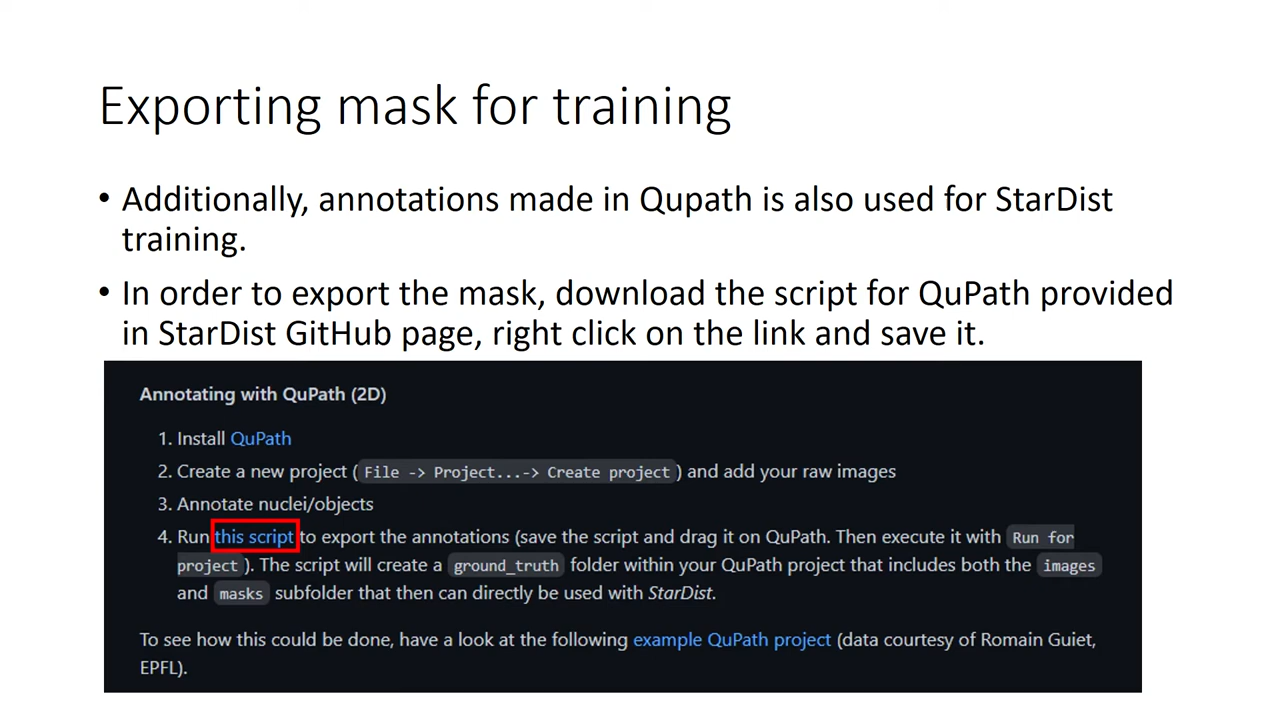 Exporting mask for training
• Additionally, annotations made in Qupath is also used for StarDist
training.
• In order to export the mask, download the script for QuPath provided
in StarDist GitHub page, right click on the link and save it.
Annotating with QuPath (2D)
1. Install QuPath
2. Create a new project (File -> Project...-> Create project) and add your raw images
3. Annotate nuclei/objects
4. Run this script to export the annotations (save the script and drag it on QuPath. Then execute it with Run for
project). The script will create a ground_truth folder within your QuPath project that includes both the images
and masks subfolder that then can directly be used with StarDist.
To see how this could be done, have a look at the following example QuPath project (data courtesy of Romain Guiet,
EPFL).